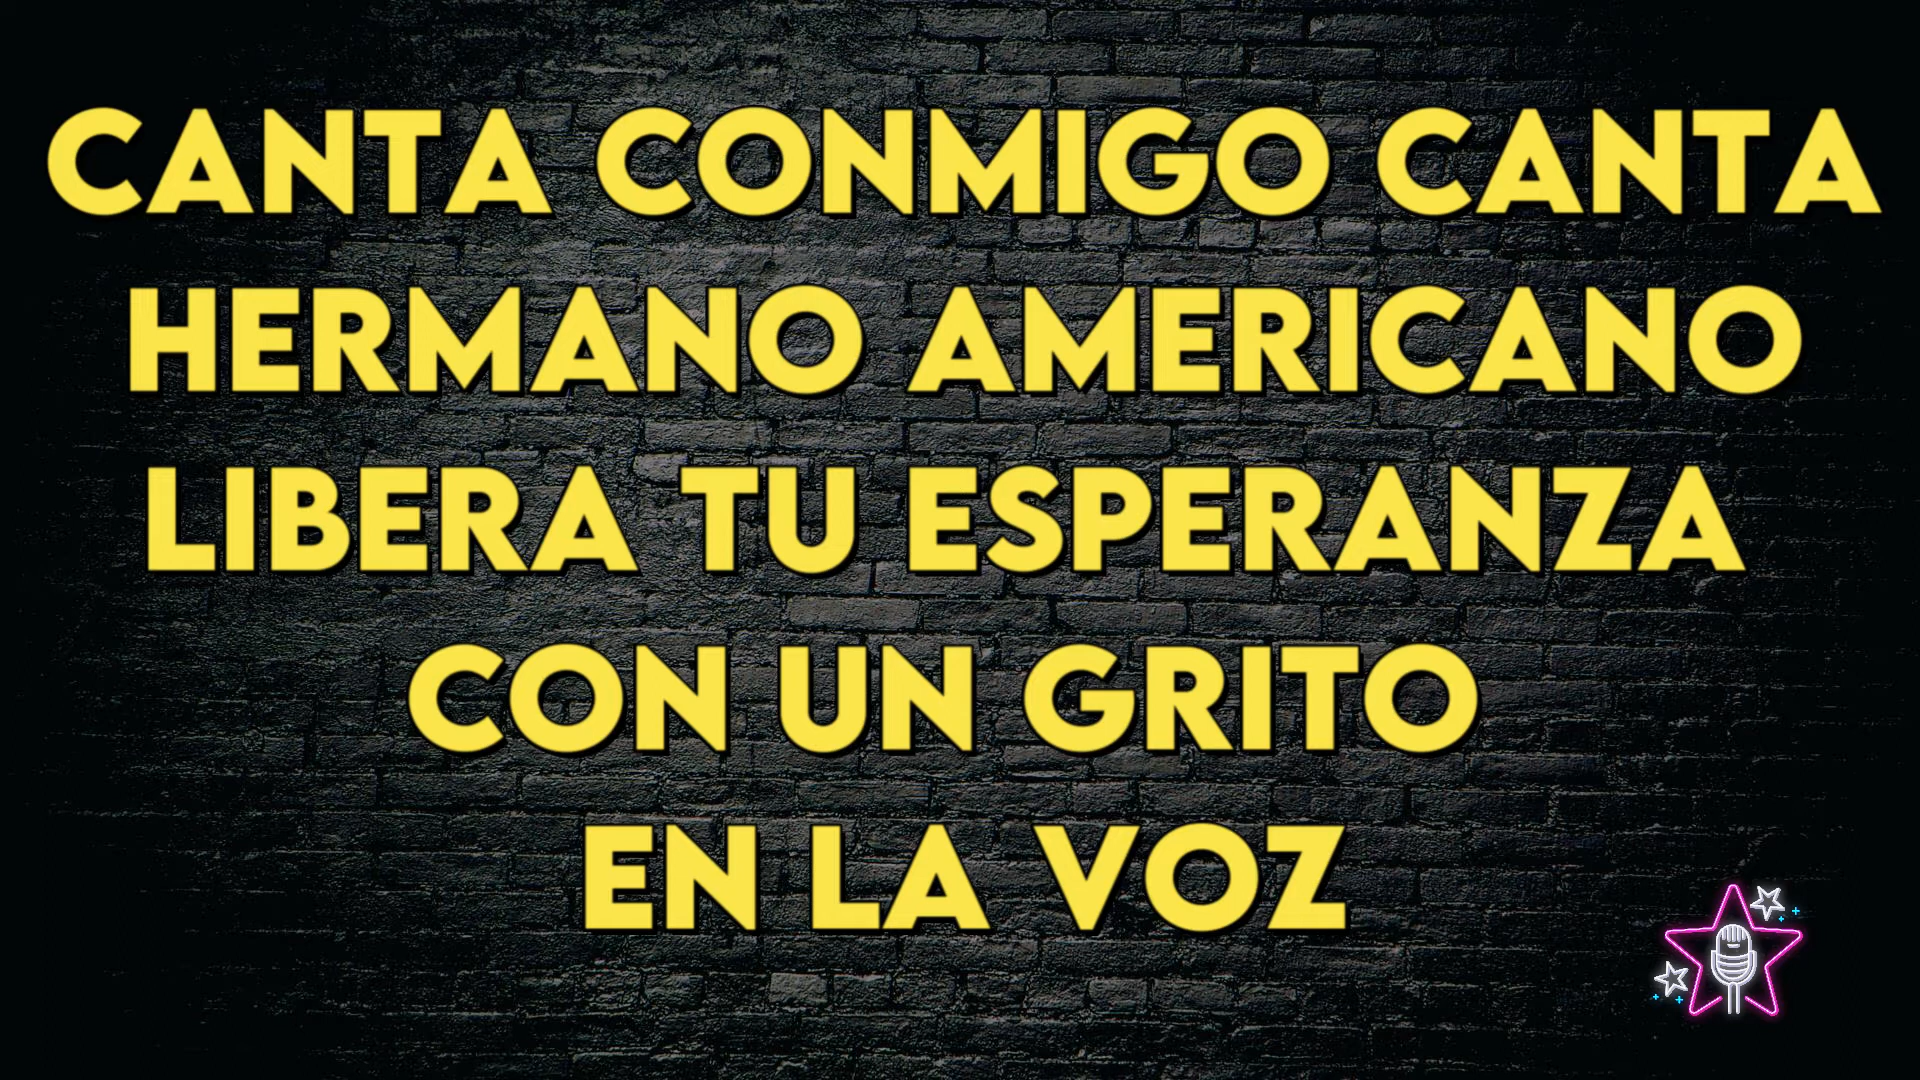 CANTA CONMIGO CANTA
HERMANO AMERICANO
LIBERA TU ESPERANZA
CON UN GRITO
EN LA VOZ